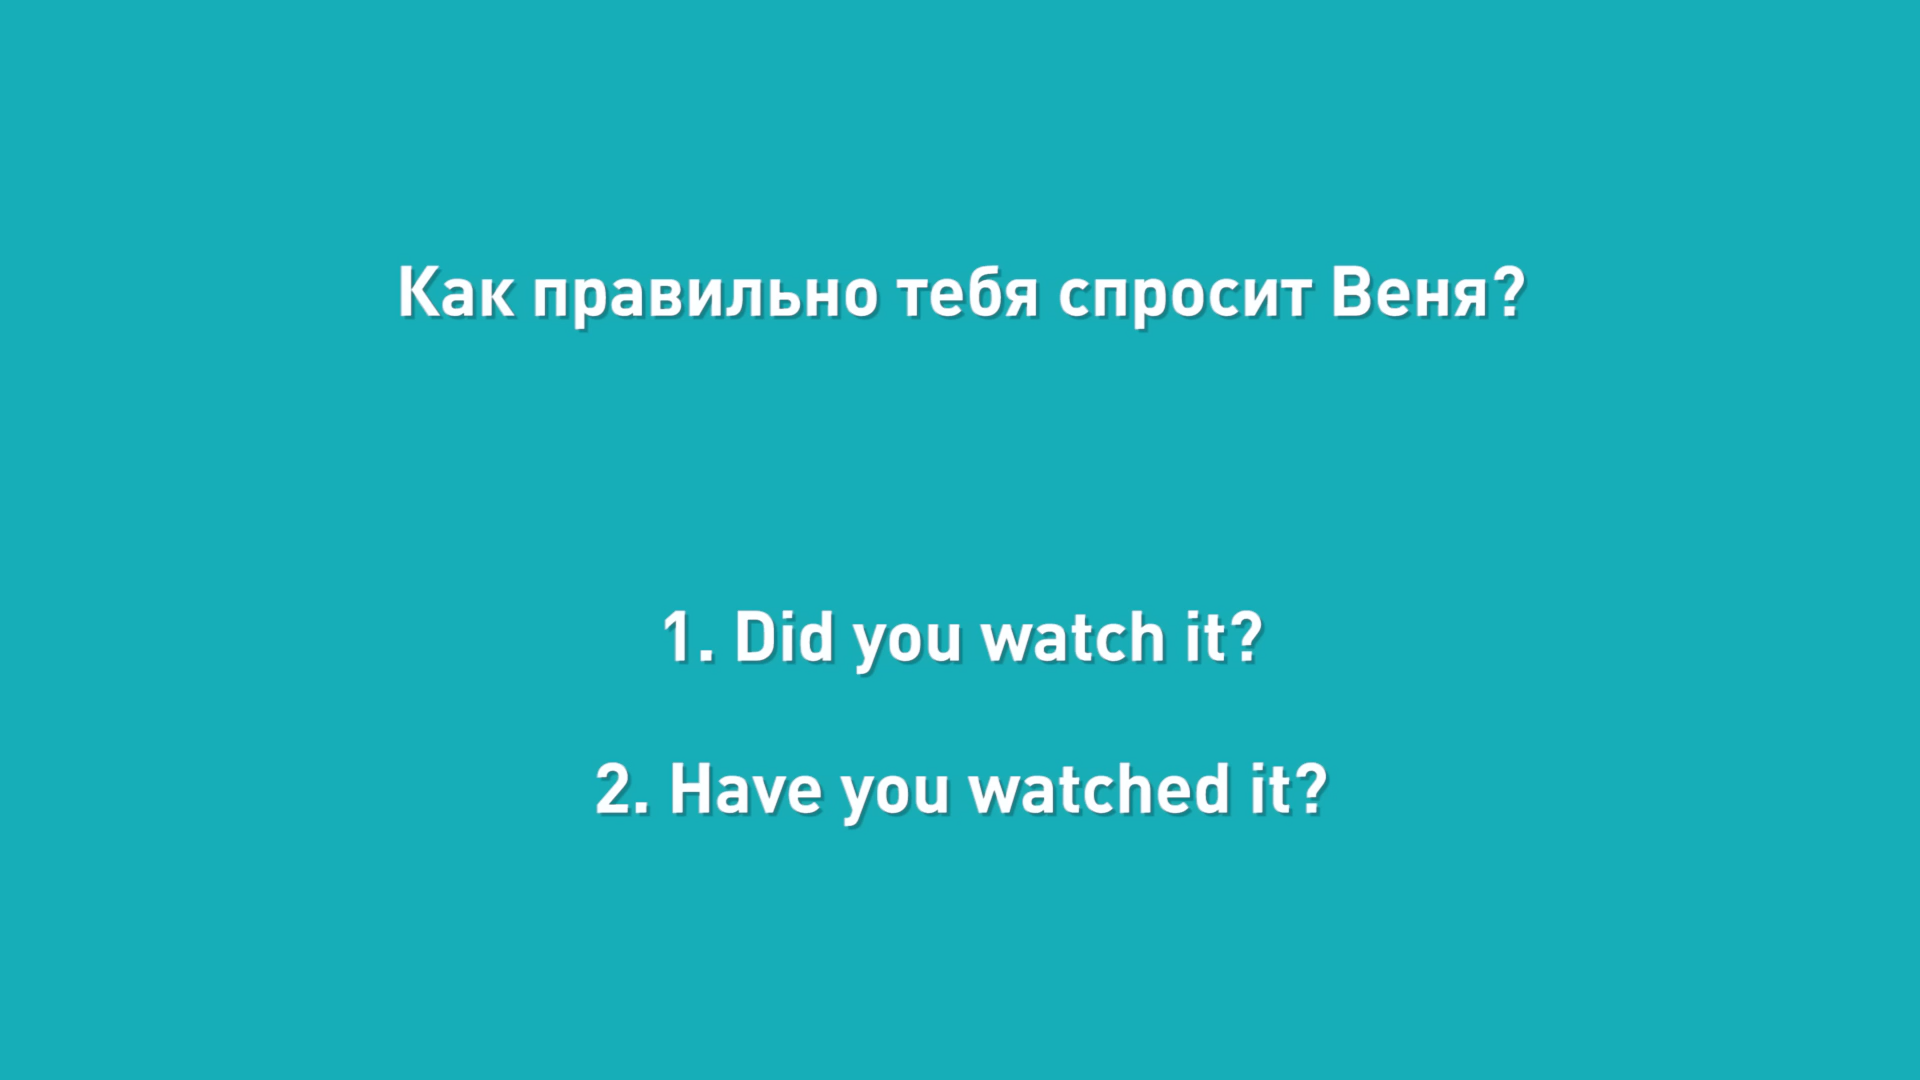 Как правильно тебя спросит Веня?
1. Did you watch it?
2. Have you watched it?